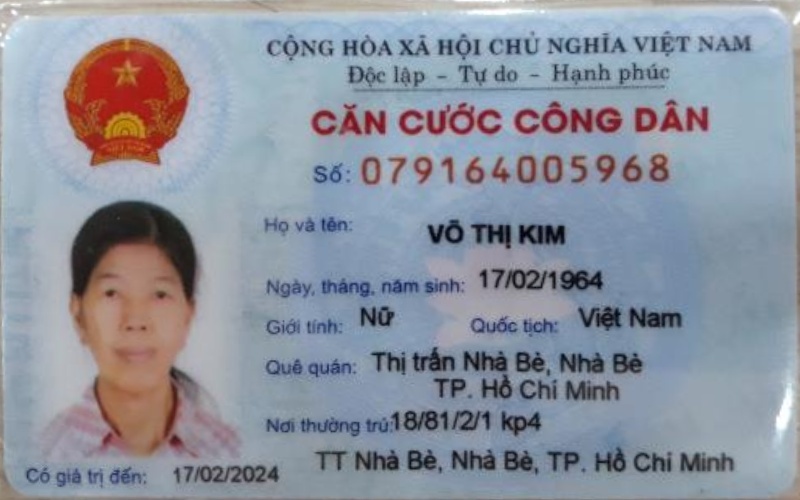 CỘNG HÒA XÃ HỘI CHỦ NGHĨA VIỆT NAM
Độc lập - Tự do - Hạnh phúc
CĂN CƯỚC CÔNG DÂN
Số: 079164005968
Họ và tên: VÕ THỊ KIM
Ngày, tháng, năm sinh: 17/02/1964
Giới tính: Nữ Quốc tịch: Việt Nam
Quê quán: Thị trấn Nhà Bè, Nhà Bè
TP. Hồ Chí Minh
Nơi thường trú: 18/81/2/1 kp4
TT Nhà Bè, Nhà Bè, TP. Hồ Chí Minh
Có giá trị đến: 17/02/2024